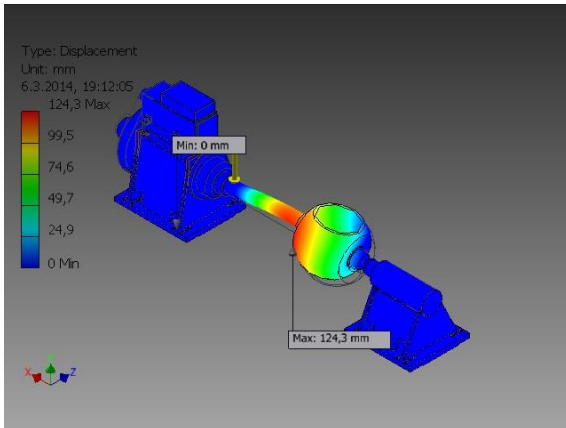 Type: Displacement
Unit: mm
6.3.2014, 19:12:05
124,3 Max
99,5
74,6
49,7
24,9
0 Min
Min: 0 mm
Max: 124,3 mm
X
Y
Z